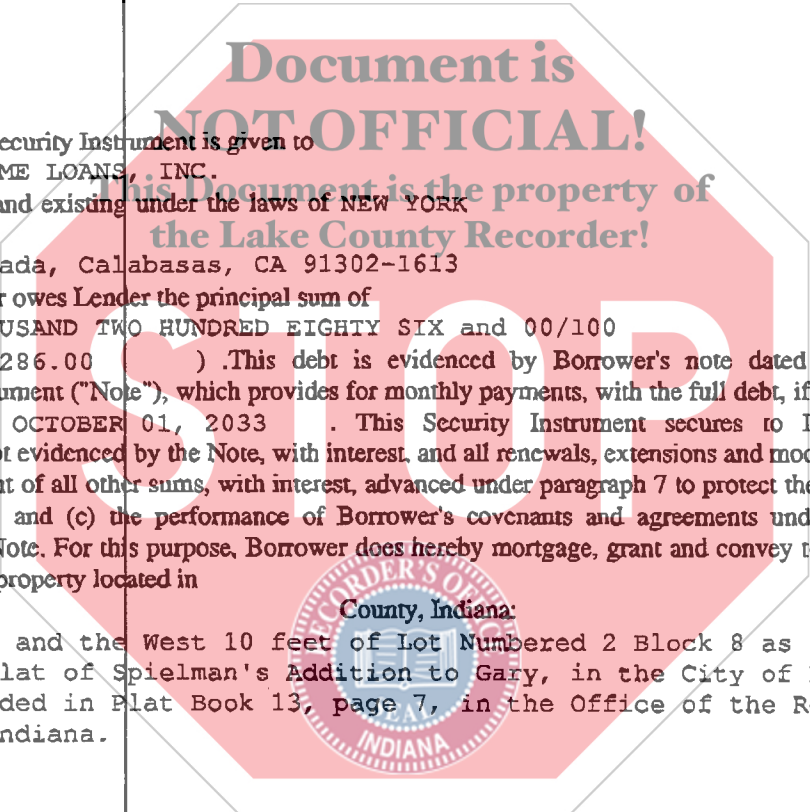 Document is
NOT OFFICIAL!
ecurity Instrument is given to
ME LOANS, INC.
This Document is the property of
and existing under the laws of NEW YORK
the Lake County Recorder!
ada, Calabasas, CA 91302-1613
r owes Lender the principal sum of
USAND TWO HUNDRED EIGHTY SIX and 00/100
286.00 ) .This debt is evidenced by Borrower's note dated
ument ("Note"), which provides for monthly payments, with the full debt, if
OCTOBER 01, 2033 . This Security Instrument secures to
t evidenced by the Note, with interest, and all renewals, extensions and mod
nt of all other sums, with interest, advanced under paragraph 7 to protect the
and (c) the performance of Borrower's covenants and agreements und
Note. For this purpose, Borrower does hereby mortgage, grant and convey t
property located in
STOP
County, Indiana:
and the West 10 feet of Lot Numbered 2 Block 8 as
lat of Spielman's Addition to Gary, in the City of
ded in Plat Book 13, page 7, in the Office of the R
ndiana.
RECORDER'S OFFICE
SEAL
INDIANA